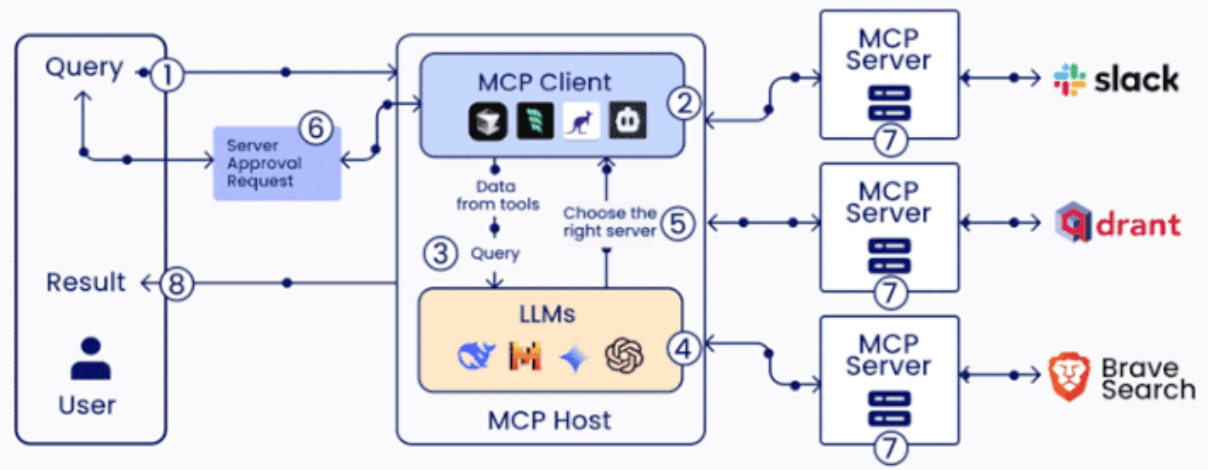 Query
1
6
Server
Approval
Request
Result
8
User
MCP Client
2
Data
from tools
3
Query
Choose the
right server
5
LLMs
4
MCP Host
MCP
Server
7
slack
MCP
Server
7
qdrant
MCP
Server
7
Brave
Search